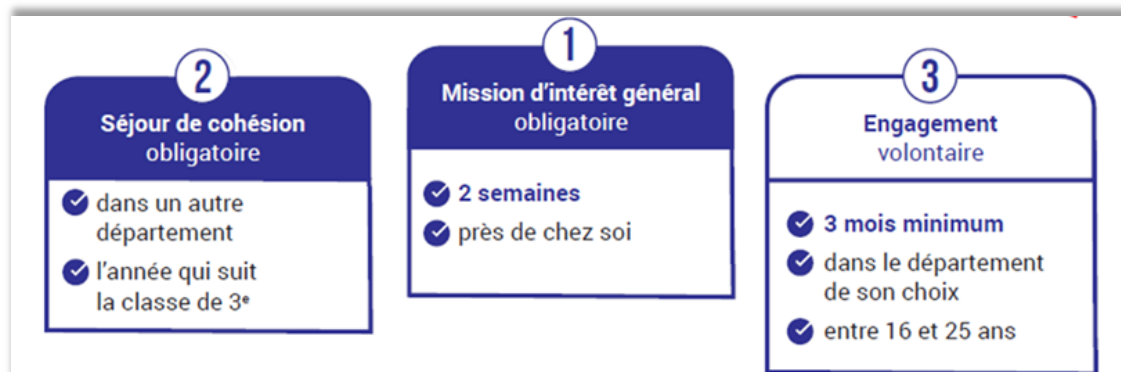 2
Séjour de cohésion
obligatoire
dans un autre
département
l'année qui suit
la classe de 3e
1
Mission d'intérêt général
obligatoire
2 semaines
près de chez soi
3
Engagement
volontaire
3 mois minimum
dans le département
de son choix
entre 16 et 25 ans